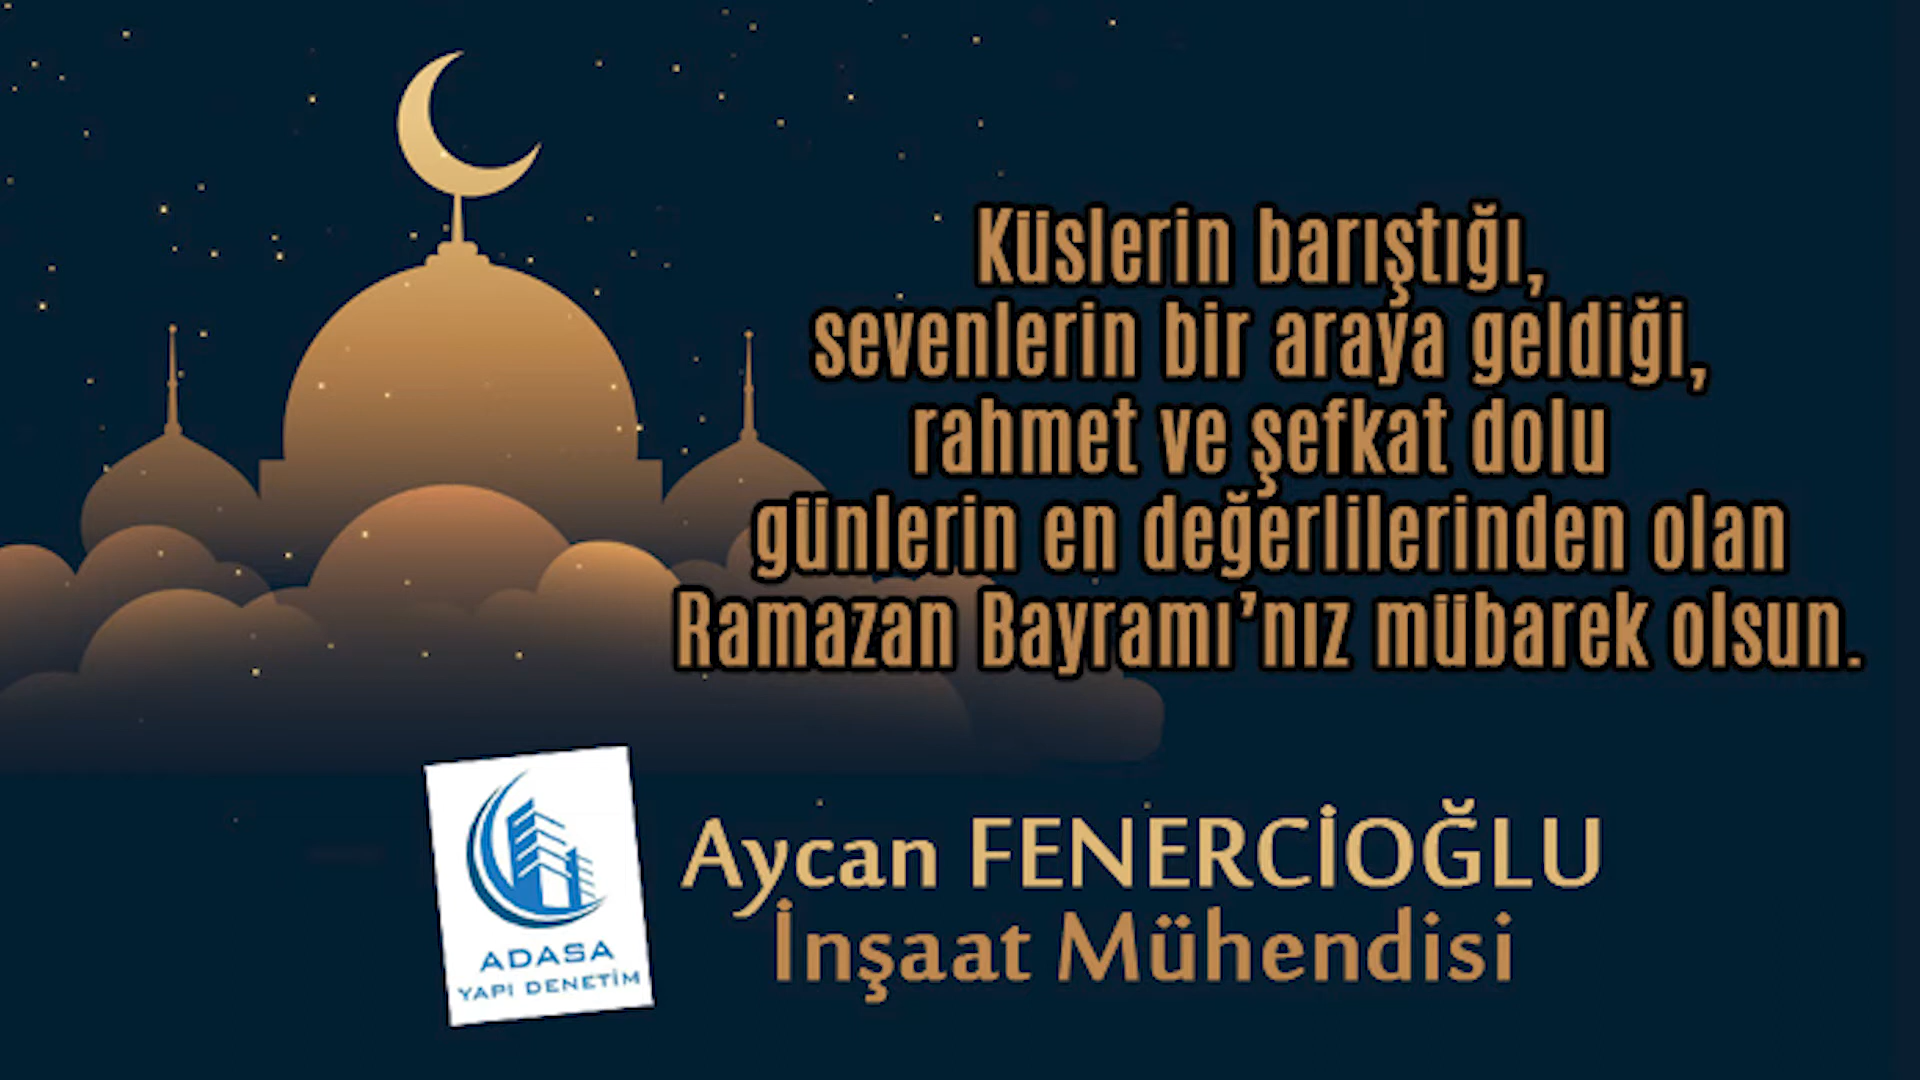 Küslerin barıştığı,
sevenlerin bir araya geldiği,
rahmet ve şefkat dolu
günlerin en değerlilerinden olan
Ramazan Bayramı’nız mübarek olsun.
ADASA
YAPI DENETİM
Aycan FENERCİOĞLU
İnşaat Mühendisi